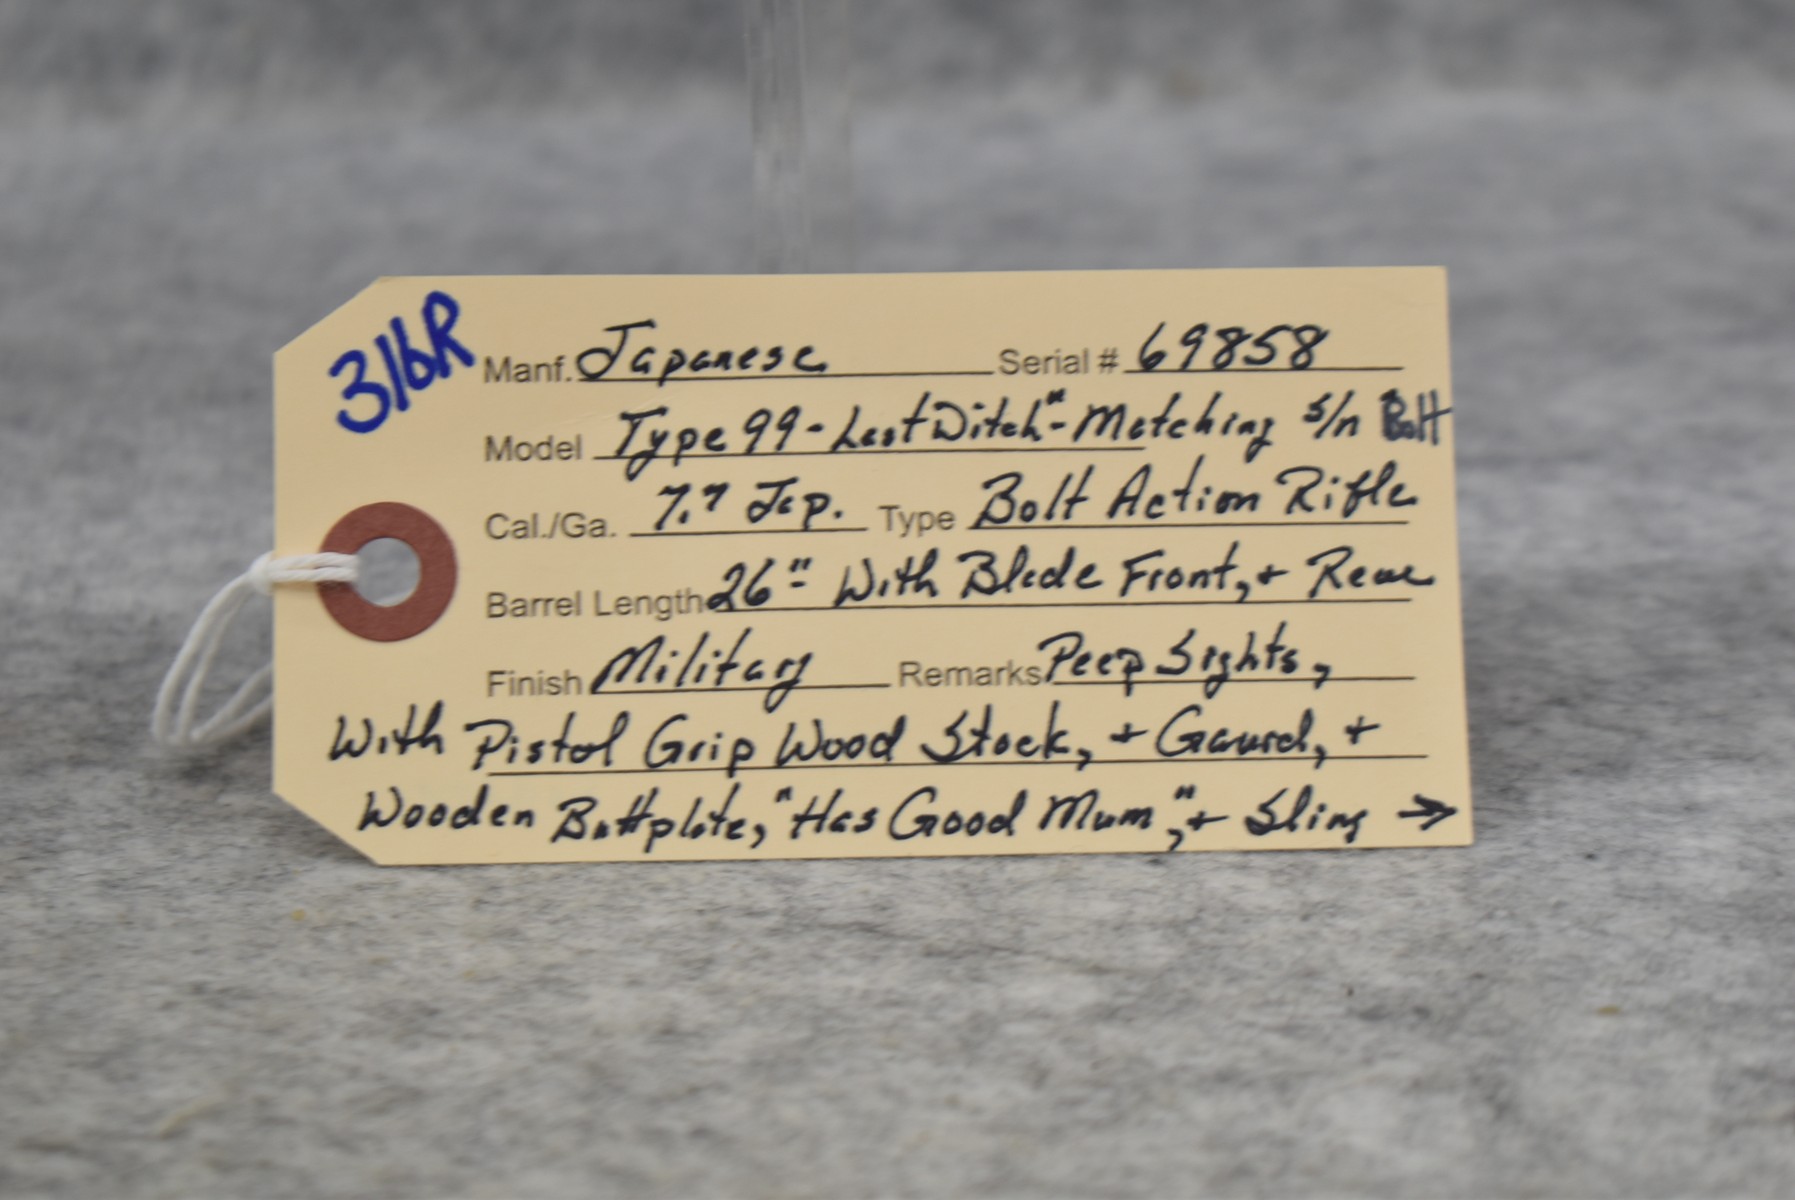 316R
Manf. Japanese Serial # 69858
Model Type 99 - Last Ditch" - Matching s/n Bolt
Cal./Ga. 7.7 Jap. Type Bolt Action Rifle
Barrel Length 26" With Blade Front, + Rear
Finish Military Remarks Peep Sights,
With Pistol Grip Wood Stock, + Gaurd, +
Wooden Buttplate, "Has Good Mum", + Sling →